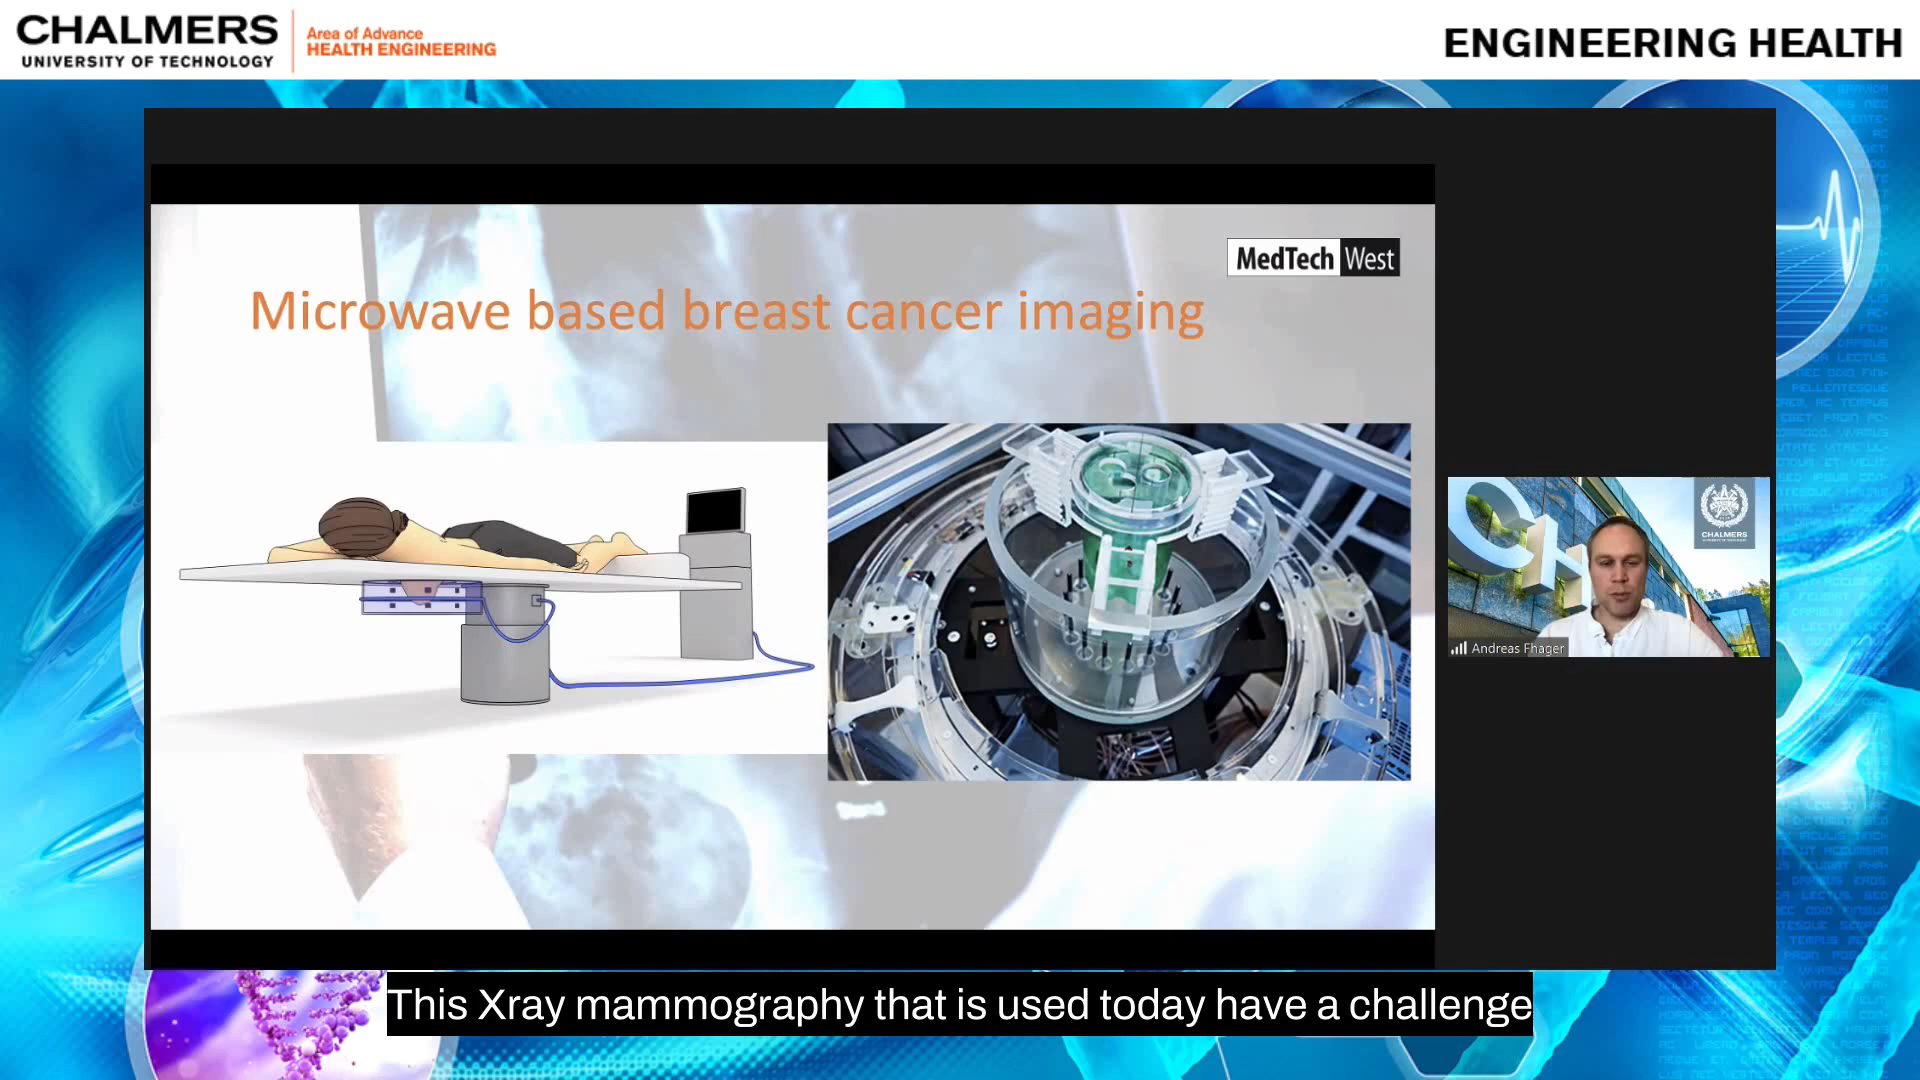 CHALMERS
UNIVERSITY OF TECHNOLOGY
Area of Advance
HEALTH ENGINEERING
ENGINEERING HEALTH
MedTech West
Microwave based breast cancer imaging
CH
CHALMERS
Andreas Fhager
This Xray mammography that is used today have a challenge